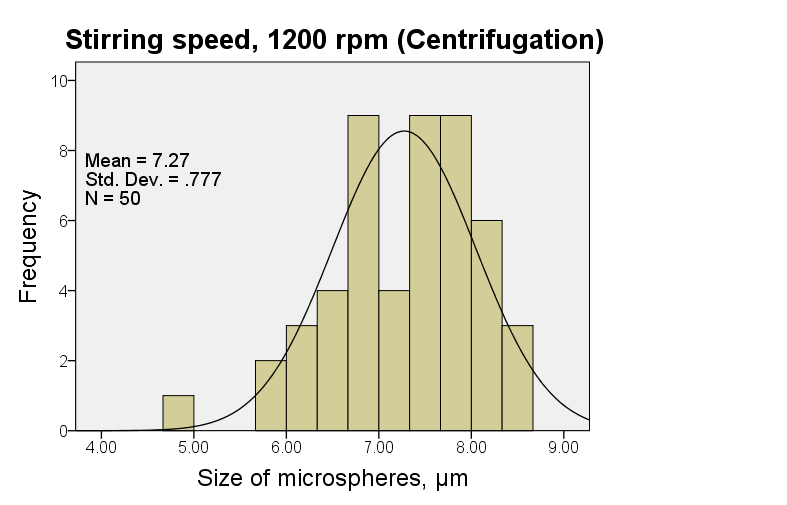 Stirring speed, 1200 rpm (Centrifugation)
10
8
6
4
2
0
Mean = 7.27
Std. Dev. = .777
N = 50
Frequency
4.00 5.00 6.00 7.00 8.00 9.00
Size of microspheres, µm